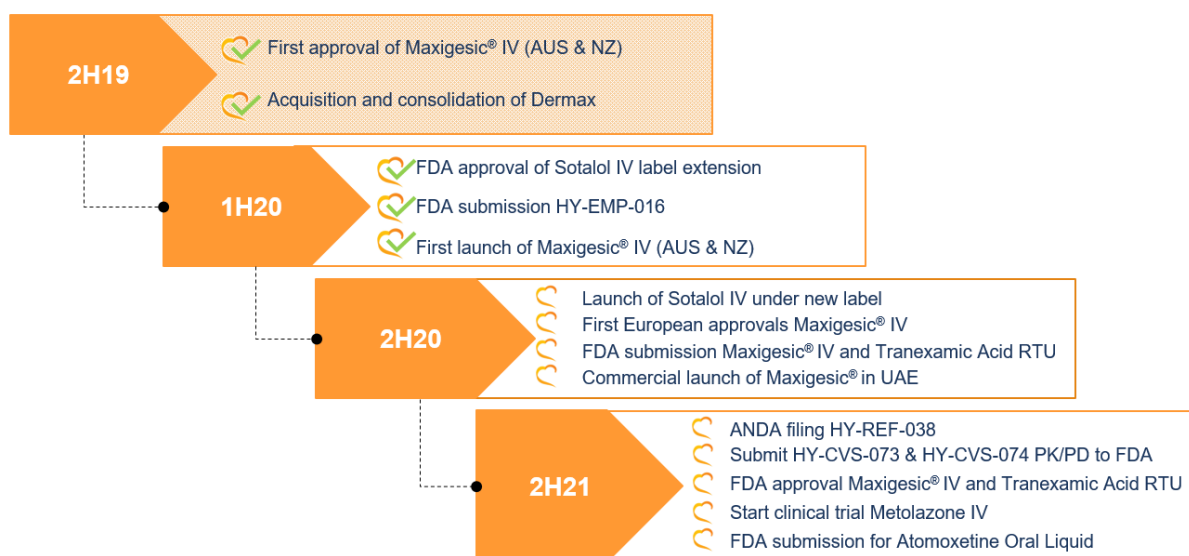 2H19
First approval of Maxigesic® IV (AUS & NZ)
Acquisition and consolidation of Dermax
1H20
FDA approval of Sotalol IV label extension
FDA submission HY-EMP-016
First launch of Maxigesic® IV (AUS & NZ)
2H20
Launch of Sotalol IV under new label
First European approvals Maxigesic® IV
FDA submission Maxigesic® IV and Tranexamic Acid RTU
Commercial launch of Maxigesic® in UAE
2H21
ANDA filing HY-REF-038
Submit HY-CVS-073 & HY-CVS-074 PK/PD to FDA
FDA approval Maxigesic® IV and Tranexamic Acid RTU
Start clinical trial Metolazone IV
FDA submission for Atomoxetine Oral Liquid